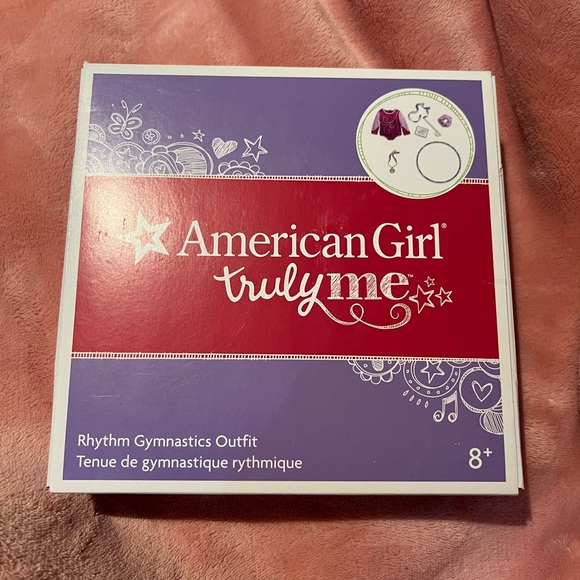 American Girl®
truly me™
Rhythm Gymnastics Outfit
Tenue de gymnastique rythmique
8+